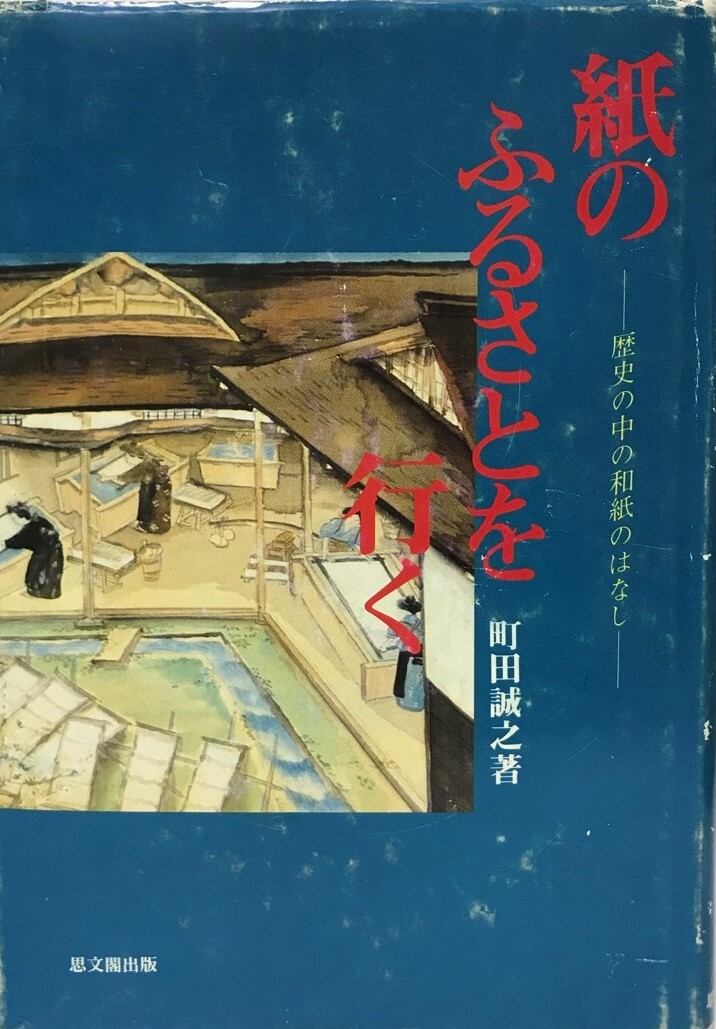 紙の
ふるさとを
行く
―歴史の中の和紙のはなし―
町田誠之著
思文閣出版